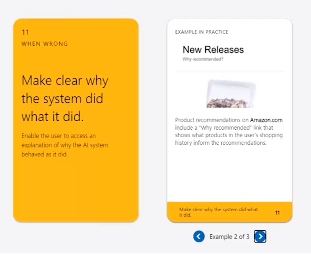 11
WHEN WRONG
Make clear why
the system did
what it did.
Enable the user to access an
explanation of why the AI system
behaved as it did.
EXAMPLE IN PRACTICE
New Releases
Why recommended?
Product recommendations on Amazon.com
include a "Why recommended" link that
shows what products in the user's shopping
history inform the recommendations.
Make clear why the system did what
it did.
11
Example 2 of 3